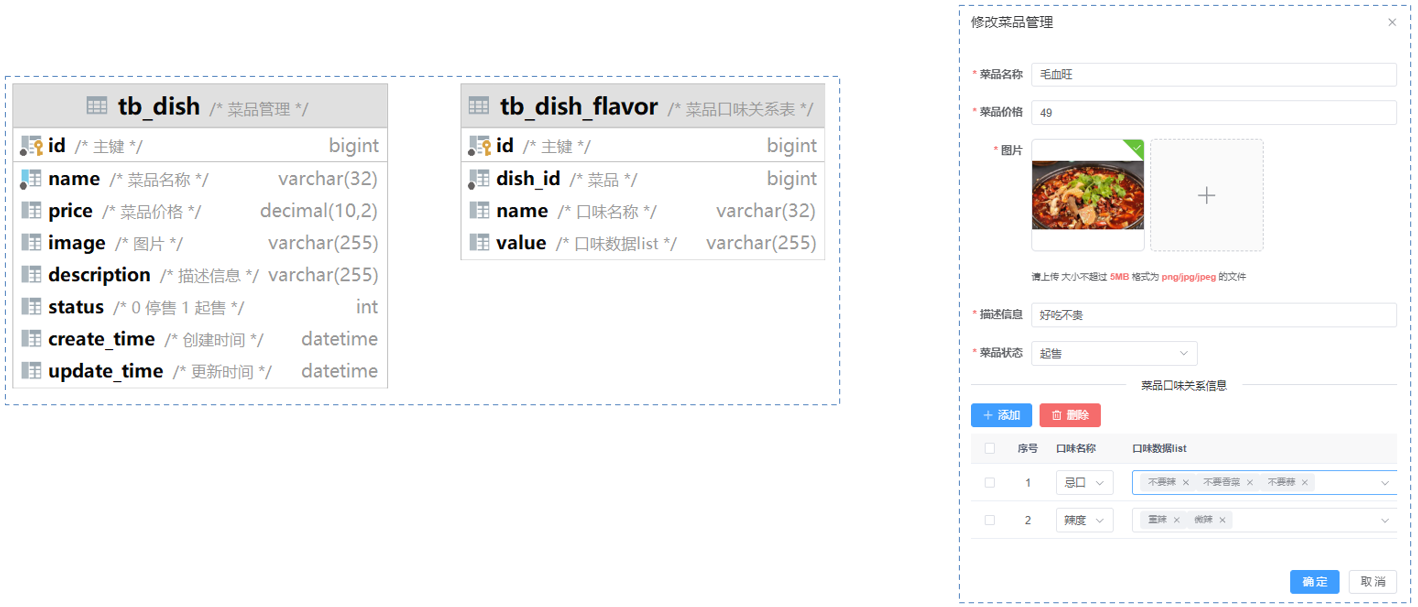 tb_dish /* 菜品管理 */
id /* 主键 */ bigint
name /* 菜品名称 */ varchar(32)
price /* 菜品价格 */ decimal(10,2)
image /* 图片 */ varchar(255)
description /* 描述信息 */ varchar(255)
status /* 0 停售 1 起售 */ int
create_time /* 创建时间 */ datetime
update_time /* 更新时间 */ datetime
tb_dish_flavor /* 菜品口味关系表 */
id /* 主键 */ bigint
dish_id /* 菜品 */ bigint
name /* 口味名称 */ varchar(32)
value /* 口味数据list */ varchar(255)
修改菜品管理
* 菜品名称 毛血旺
* 菜品价格 49
* 图片
请上传 大小不超过 5MB 格式为 png/jpg/jpeg 的文件
* 描述信息 好吃不贵
* 菜品状态 起售
菜品口味关系信息
+ 添加 删除
序号 口味名称 口味数据list
1 忌口 不要辣 × 不要香菜 × 不要蒜 ×
2 辣度 重辣 × 微辣 ×
确定 取消